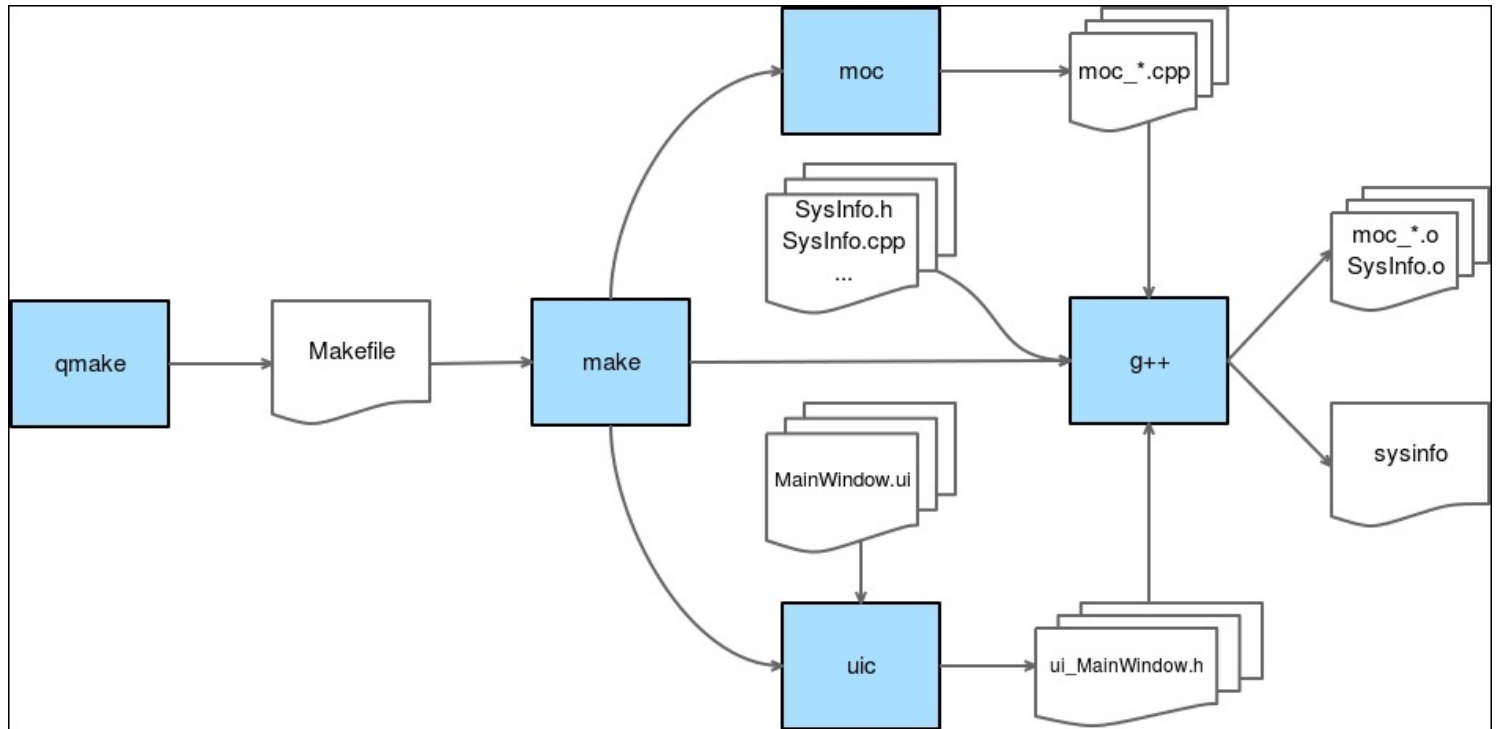 moc
moc_*.cpp
SysInfo.h
SysInfo.cpp
...
moc_*.o
SysInfo.o
qmake
Makefile
make
g++
MainWindow.ui
sysinfo
uic
ui_MainWindow.h